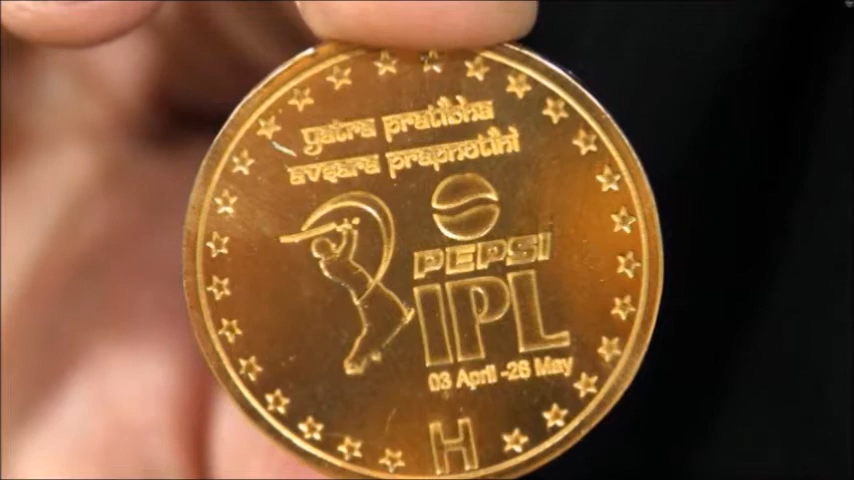 yatra pratibha
avsara prapnotihi
PEPSI
IPL
03 April -26 May
H